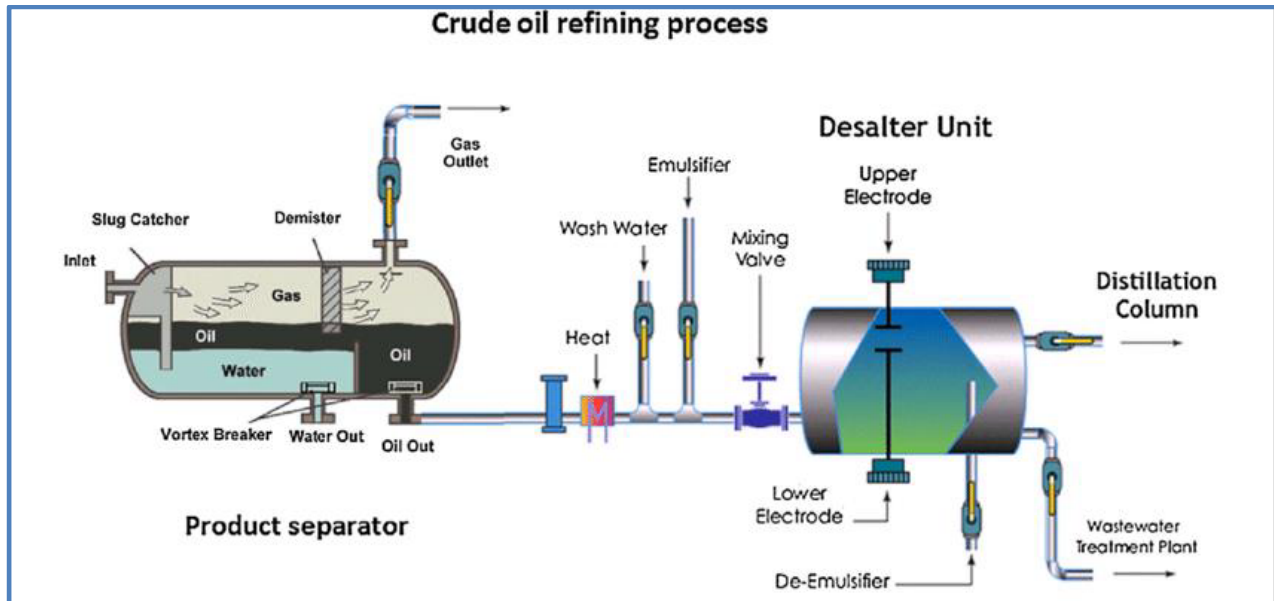 Crude oil refining process
Gas
Outlet
Slug Catcher
Demister
Inlet
Gas
Oil
Water
Oil
Vortex Breaker
Water Out
Oil Out
Product separator
Heat
Wash Water
Emulsifier
Mixing
Valve
M
Desalter Unit
Upper
Electrode
Lower
Electrode
De-Emulsifier
Distillation
Column
Wastewater
Treatment Plant